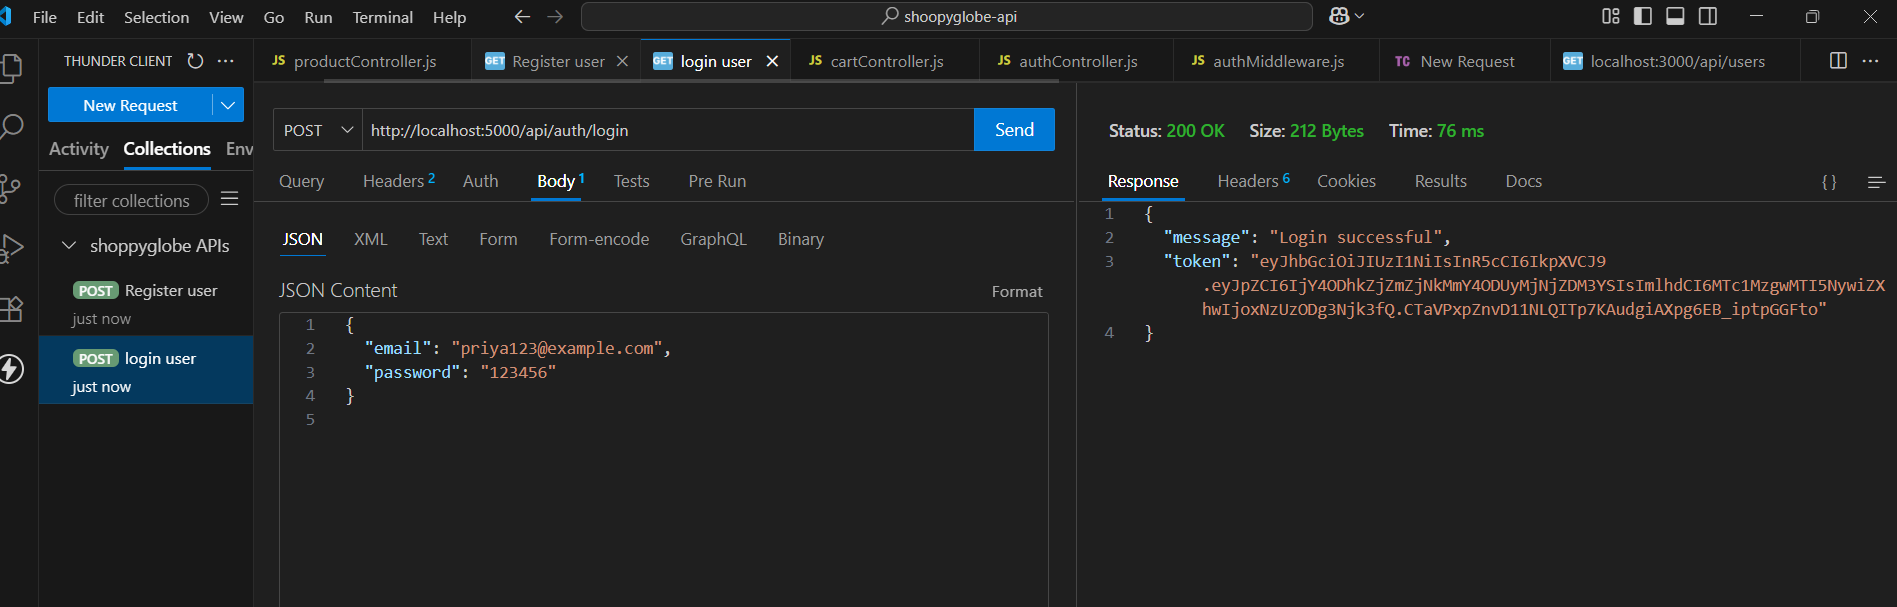 File Edit Selection View Go Run Terminal Help shoopyglobe-api
THUNDER CLIENT
New Request
Activity Collections Env
filter collections
shoppyglobe APIs
POST Register user
just now
POST login user
just now
JS productController.js GET Register user GET login user JS cartController.js JS authController.js JS authMiddleware.js TC New Request GET localhost:3000/api/users
POST http://localhost:5000/api/auth/login Send
Query Headers 2 Auth Body 1 Tests Pre Run
JSON XML Text Form Form-encode GraphQL Binary
JSON Content Format
1 {
2 "email": "priya123@example.com",
3 "password": "123456"
4 }
5
Status: 200 OK Size: 212 Bytes Time: 76 ms
Response Headers 6 Cookies Results Docs { }
1 {
2 "message": "Login successful",
3 "token": "eyJhbGciOiJIUzI1NiIsInR5cCI6IkpXVCJ9
.eyJpZCI6IjY4ODhkZjZmZjNkMmY4ODUyMjNjZDM3YSIsImlhdCI6MTc1MzgwMTI5NywiZX
hwIjoxNzUzODg3Njk3fQ.CTaVPxpZnvD11NLQITp7KAudgiAXpg6EB_iptpGGFto"
4 }